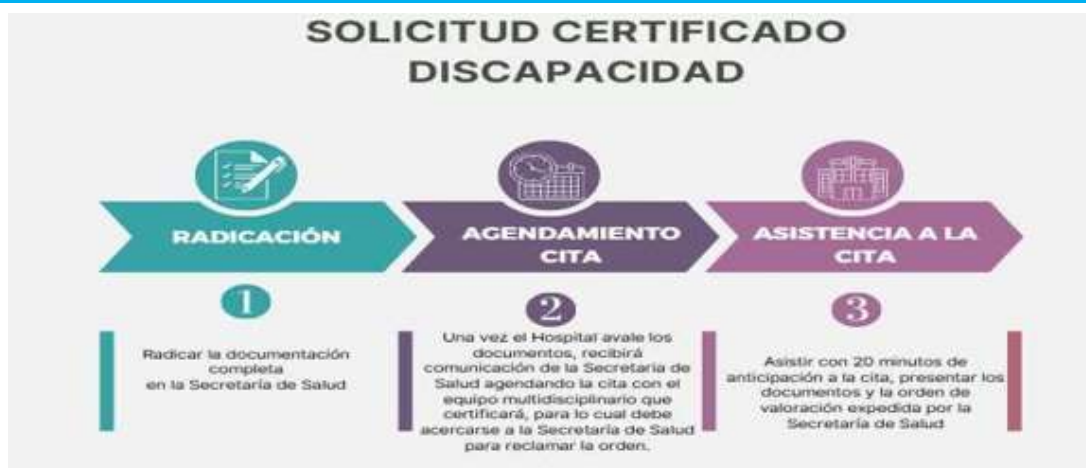 SOLICITUD CERTIFICADO
DISCAPACIDAD
RADICACIÓN
1
Radicar la documentación
completa
en la Secretaría de Salud
AGENDAMIENTO
CITA
2
Una vez el Hospital avale los
documentos, recibirá
comunicación de la Secretaria de
Salud agendando la cita con el
equipo multidisciplinario que
certificará, para lo cual debe
acercarse a la Secretaría de Salud
para reclamar la orden.
ASISTENCIA A LA
CITA
3
Asistir con 20 minutos de
anticipación a la cita, presentar los
documentos y la orden de
valoración expedida por la
Secretaría de Salud